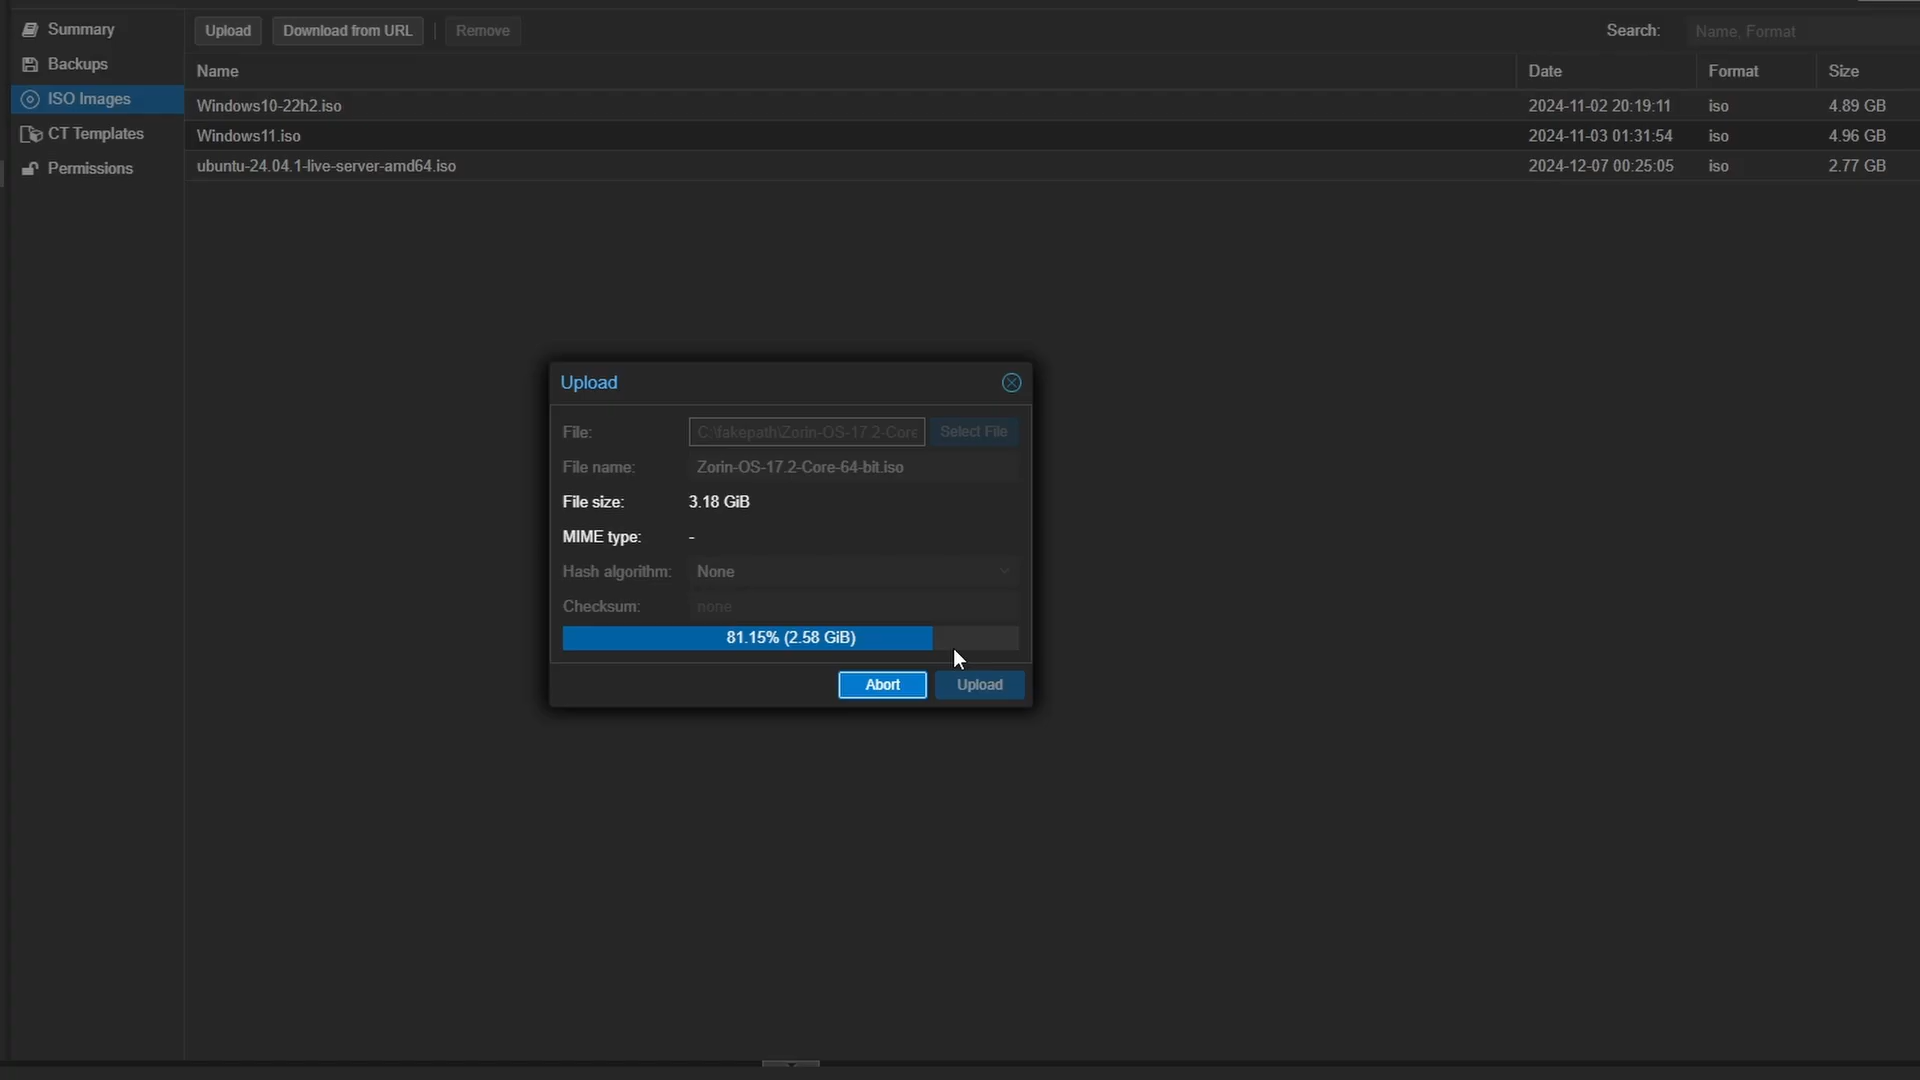 Summary
Backups
ISO Images
CT Templates
Permissions
Upload Download from URL Remove Search: Name, Format
Name Date Format Size
Windows10-22h2.iso 2024-11-02 20:19:11 iso 4.89 GB
Windows11.iso 2024-11-03 01:31:54 iso 4.96 GB
ubuntu-24.04.1-live-server-amd64.iso 2024-12-07 00:25:05 iso 2.77 GB
Upload
File: C:\fakepath\Zorin-OS-17.2-Core Select File
File name: Zorin-OS-17.2-Core-64-bit.iso
File size: 3.18 GiB
MIME type: -
Hash algorithm: None
Checksum: none
81.15% (2.58 GiB)
Abort Upload